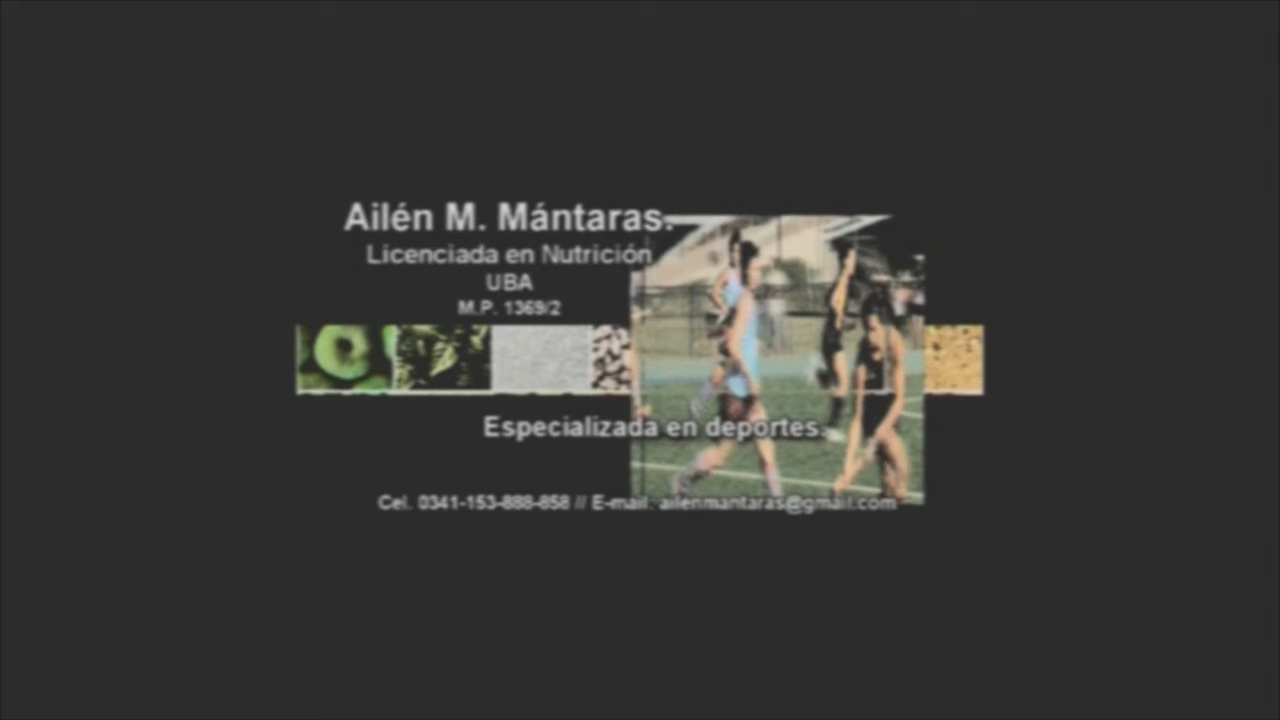 Ailén M. Mántaras.
Licenciada en Nutrición
UBA
M.P. 1369/2
Especializada en deportes.
Cel. 0341-153-888-858 // E-mail: ailenmantaras@gmail.com